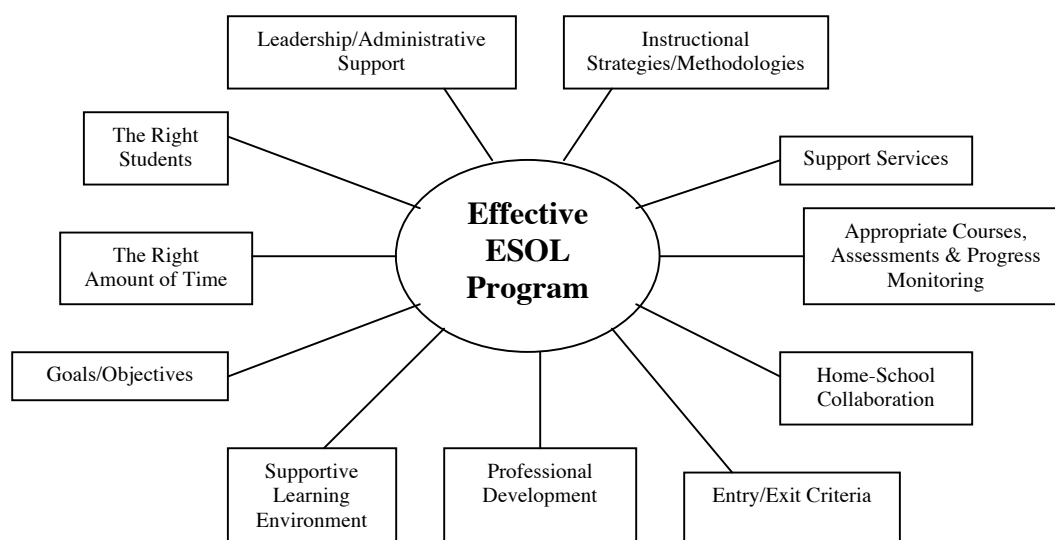 Leadership/Administrative
Support
Instructional
Strategies/Methodologies
The Right
Students
Support Services
Effective
ESOL
Program
Appropriate Courses,
Assessments & Progress
Monitoring
The Right
Amount of Time
Goals/Objectives
Home-School
Collaboration
Supportive
Learning
Environment
Professional
Development
Entry/Exit Criteria